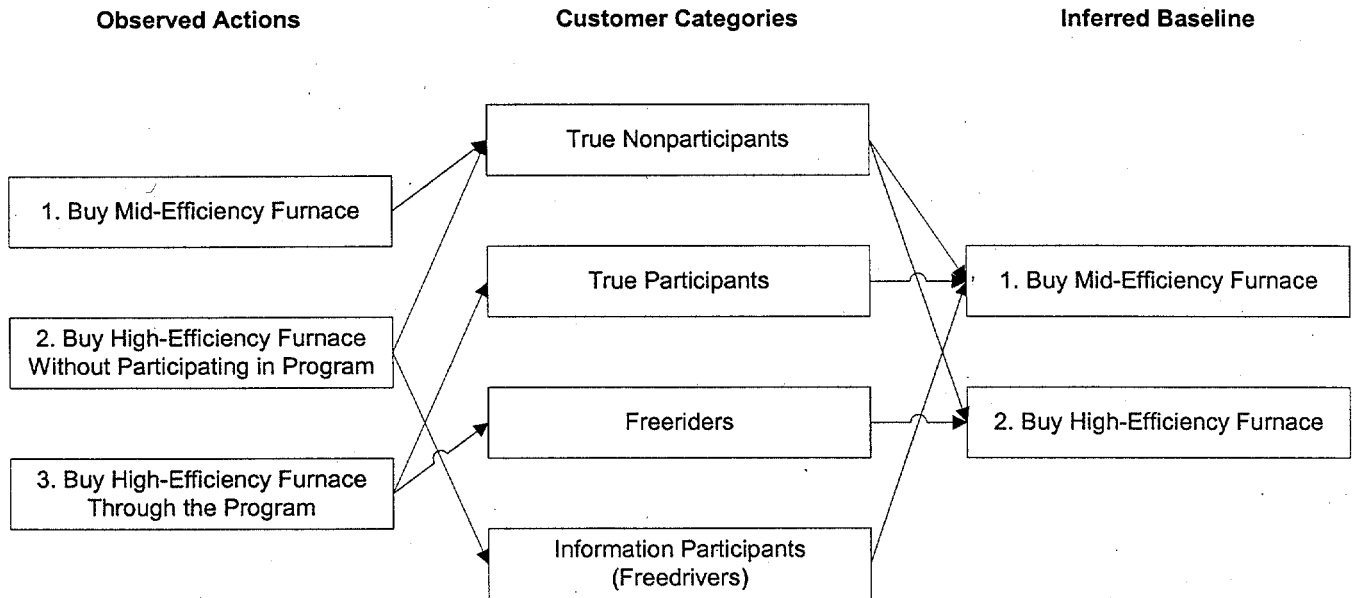 Observed Actions
Customer Categories
Inferred Baseline
True Nonparticipants
1. Buy Mid-Efficiency Furnace
True Participants
1. Buy Mid-Efficiency Furnace
2. Buy High-Efficiency Furnace
Without Participating in Program
Freeriders
2. Buy High-Efficiency Furnace
3. Buy High-Efficiency Furnace
Through the Program
Information Participants
(Freedrivers)